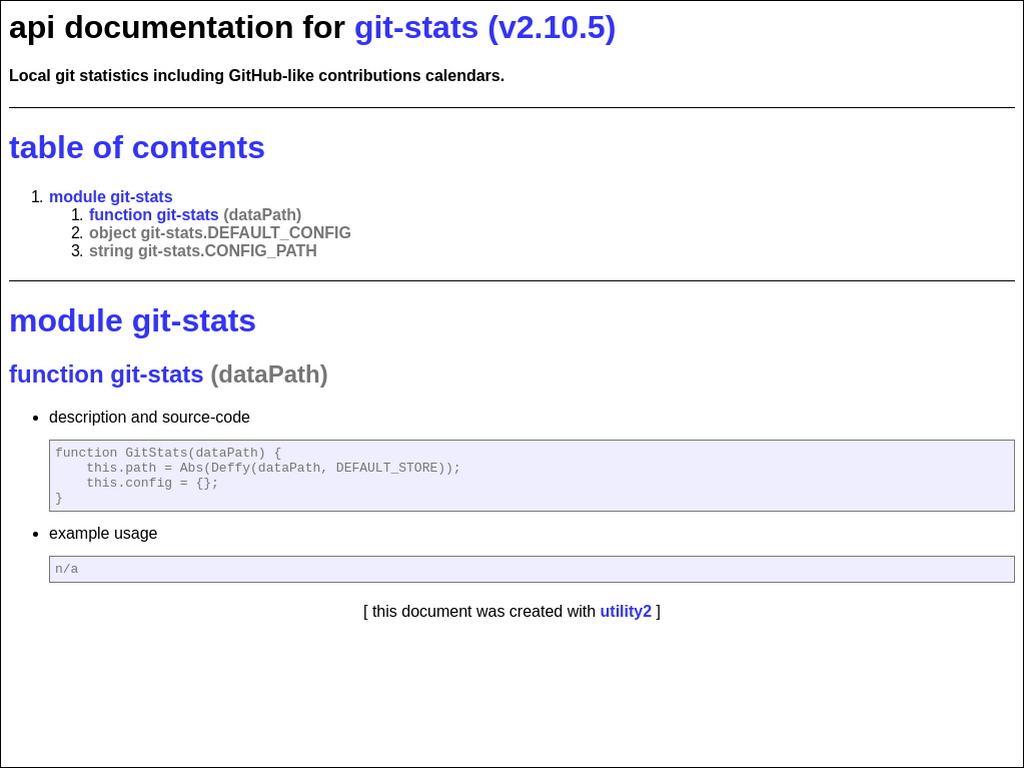 api documentation for git-stats (v2.10.5)
Local git statistics including GitHub-like contributions calendars.
table of contents
1. module git-stats
1. function git-stats (dataPath)
2. object git-stats.DEFAULT_CONFIG
3. string git-stats.CONFIG_PATH
module git-stats
function git-stats (dataPath)
• description and source-code
function GitStats(dataPath) {
    this.path = Abs(Deffy(dataPath, DEFAULT_STORE));
    this.config = {};
}
• example usage
n/a
[ this document was created with utility2 ]